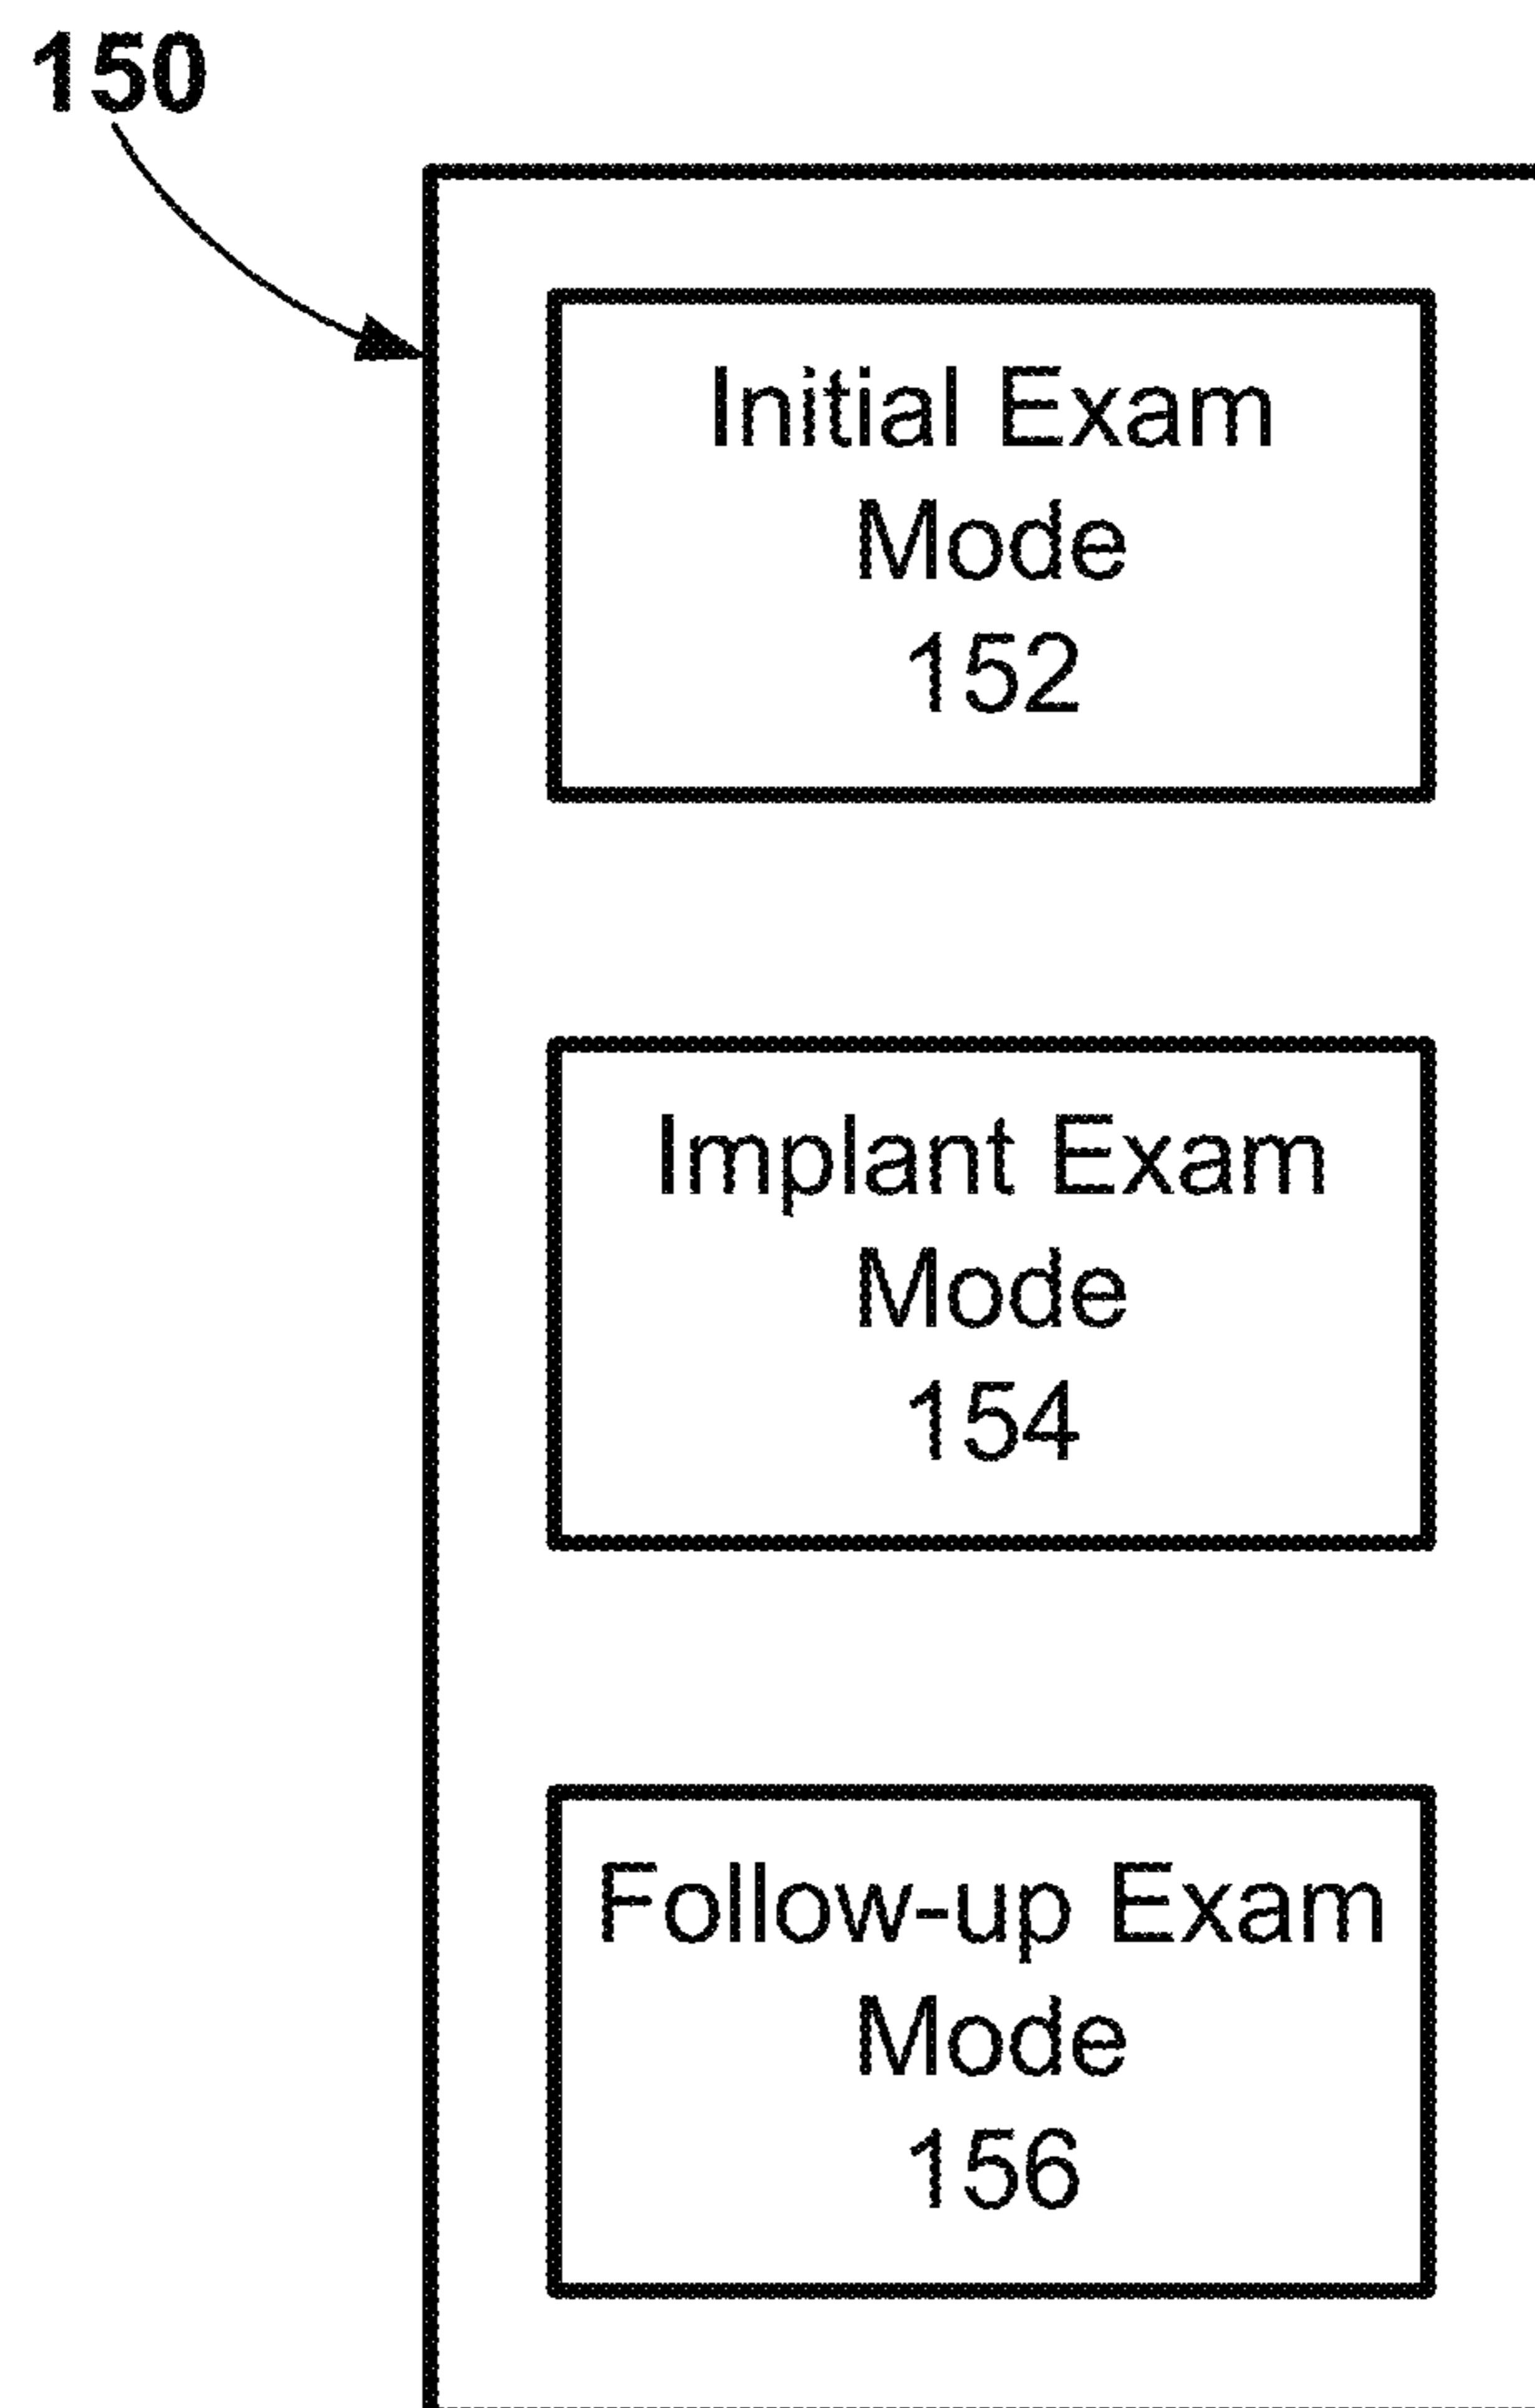 150
Initial Exam
Mode
152
Implant Exam
Mode
154
Follow-up Exam
Mode
156